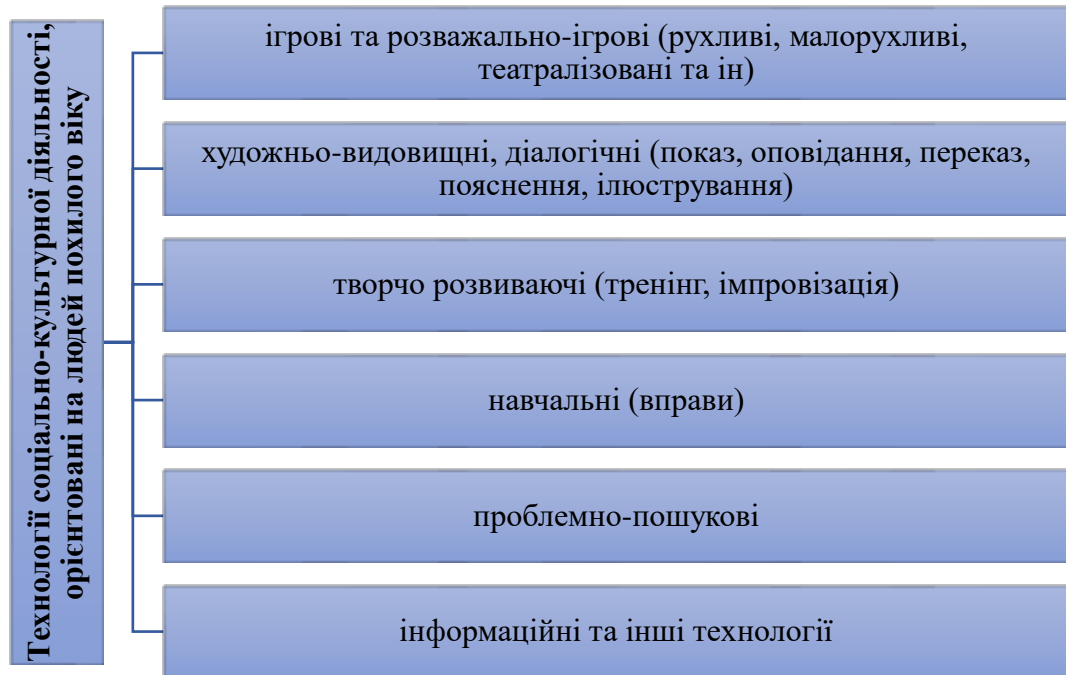 Технології соціально-культурної діяльності,
орієнтовані на людей похилого віку
ігрові та розважально-ігрові (рухливі, малорухливі,
театралізовані та ін)
художньо-видовищні, діалогічні (показ, оповідання, переказ,
пояснення, ілюстрування)
творчо розвиваючі (тренінг, імпровізація)
навчальні (вправи)
проблемно-пошукові
інформаційні та інші технології